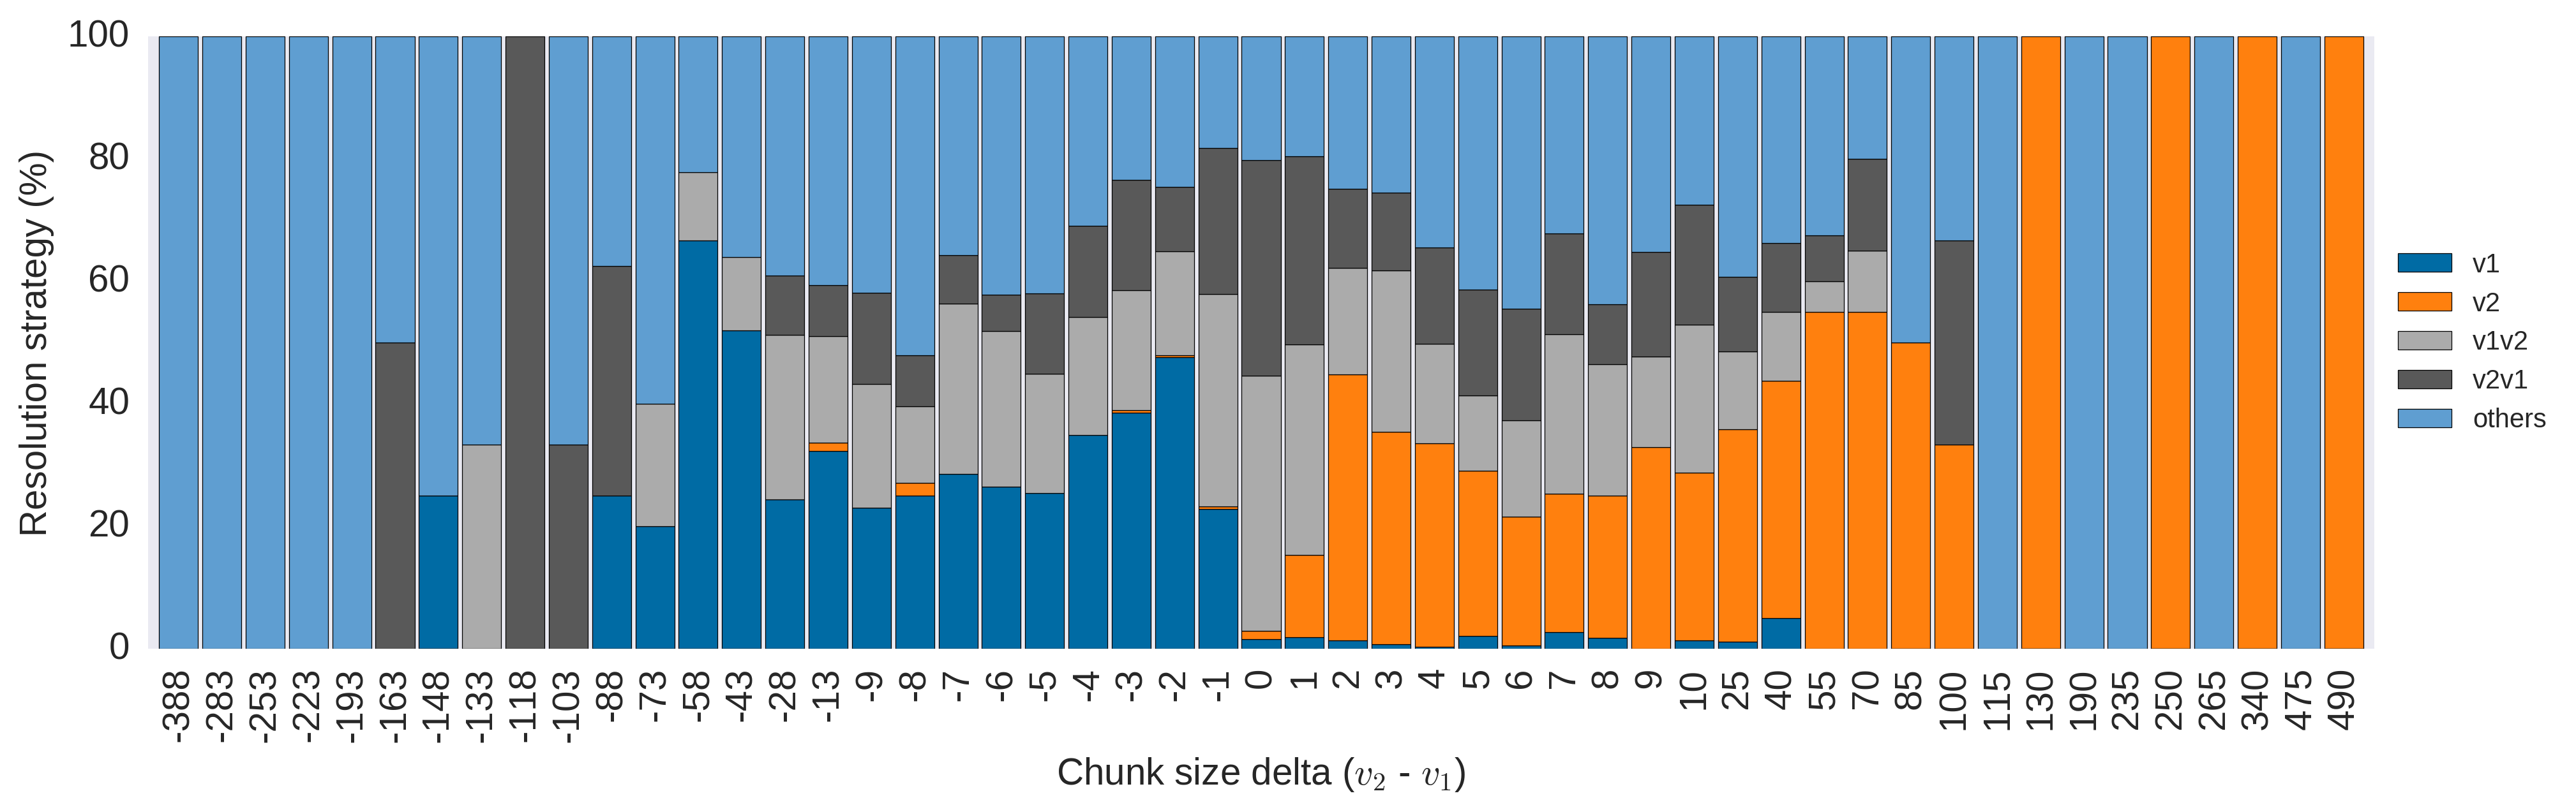 Resolution strategy (%)
100
80
60
40
20
0
-388 -283 -253 -223 -193 -163 -148 -133 -118 -103 -88 -73 -58 -43 -28 -13 -9 -8 -7 -6 -5 -4 -3 -2 -1 0 1 2 3 4 5 6 7 8 9 10 25 40 55 70 85 100 115 130 190 235 250 265 340 475 490
Chunk size delta (v₂ - v₁)
v1
v2
v1v2
v2v1
others